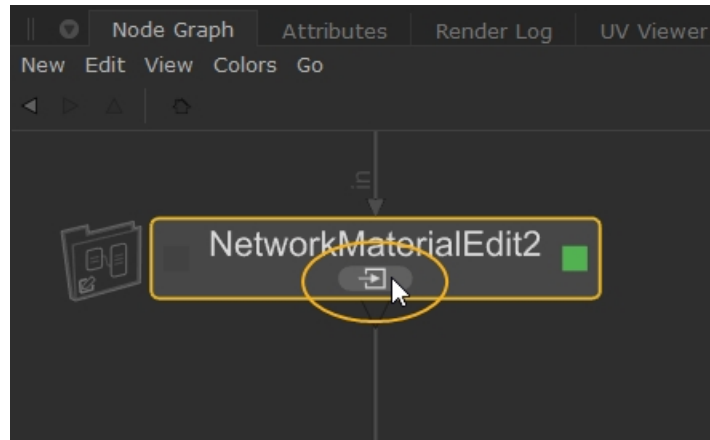 Node Graph Attributes Render Log UV Viewer
New Edit View Colors Go
in
NetworkMaterialEdit2